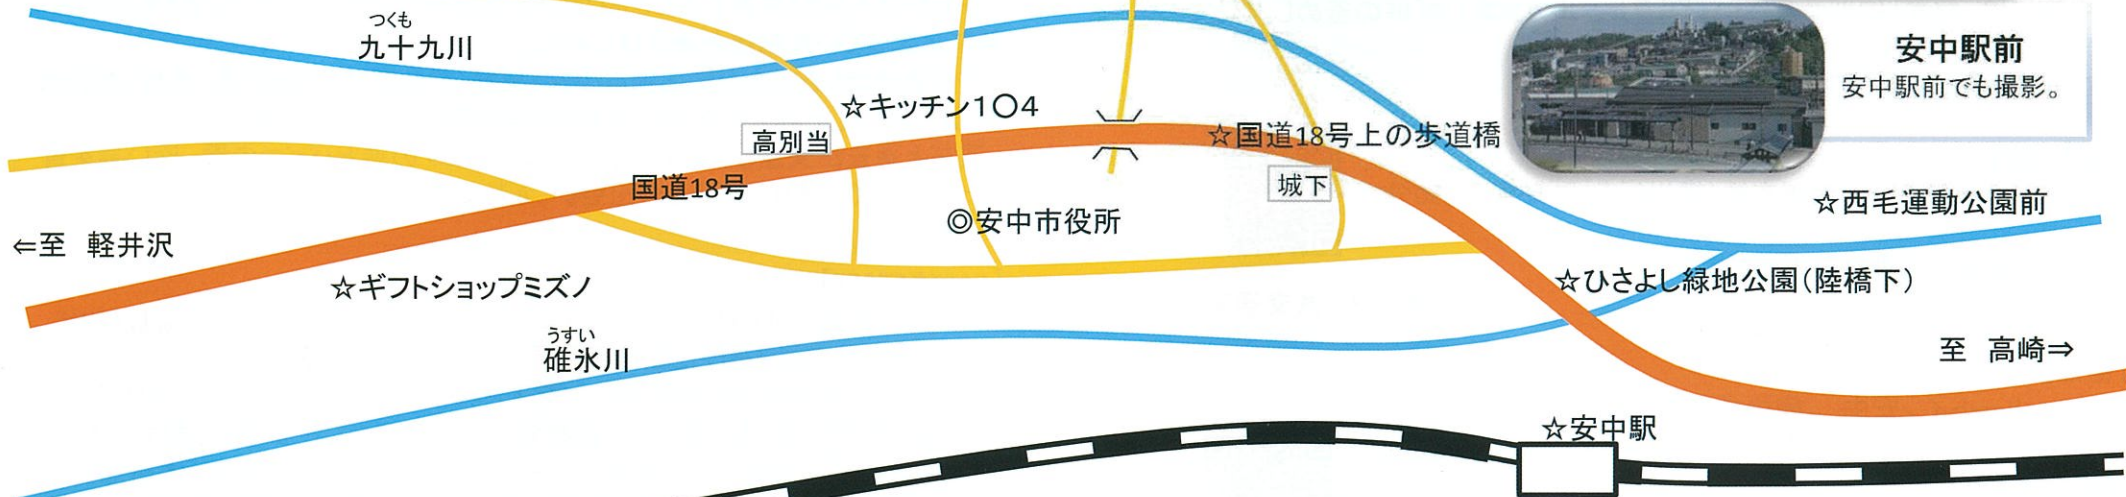 つくも
九十九川
安中駅前
安中駅前でも撮影。
☆キッチン1〇4
高別当
☆国道18号上の歩道橋
国道18号
城下
☆西毛運動公園前
◎安中市役所
⇐至 軽井沢
☆ギフトショップミズノ
☆ひさよし緑地公園(陸橋下)
うすい
碓氷川
至 高崎⇒
☆安中駅